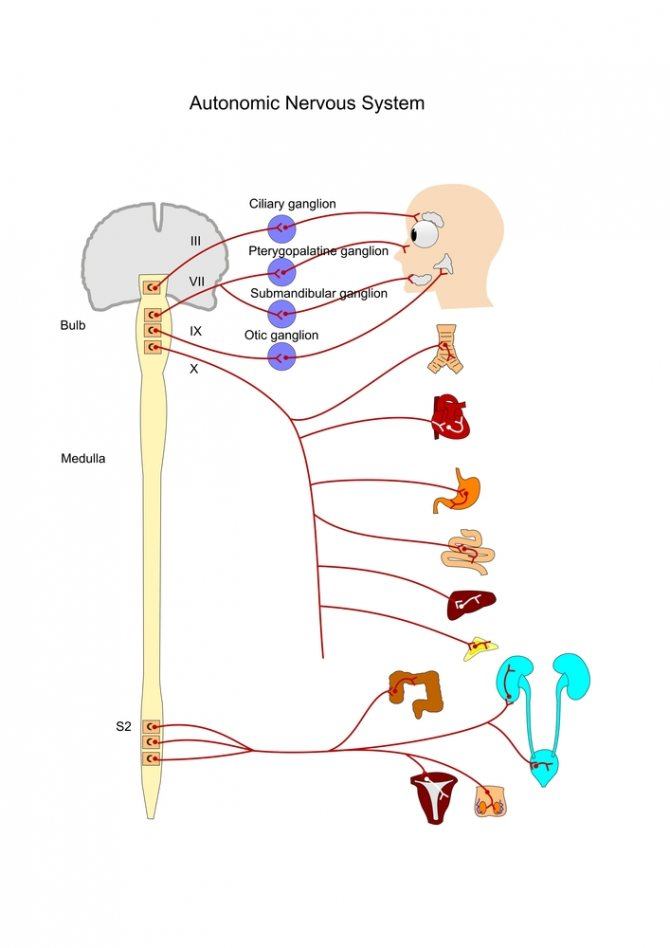 Autonomic Nervous System
Ciliary ganglion
III
Pterygopalatine ganglion
VII
Submandibular ganglion
Bulb
IX
Otic ganglion
X
Medulla
S2